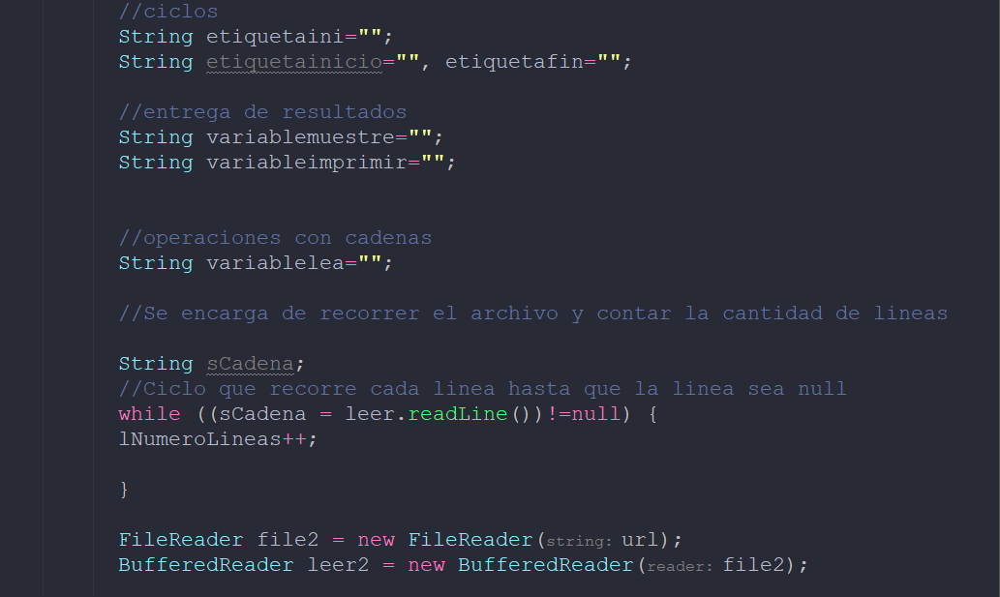 //ciclos
String etiquetaini="";
String etiquetainicio="", etiquetafin="";
//entrega de resultados
String variablemuestre="";
String variableimprimir="";
//operaciones con cadenas
String variablelea="";
//Se encarga de recorrer el archivo y contar la cantidad de lineas
String sCadena;
//Ciclo que recorre cada linea hasta que la linea sea null
while ((sCadena = leer.readLine())!=null) {
lNumeroLineas++;
}
FileReader file2 = new FileReader(string: url);
BufferedReader leer2 = new BufferedReader(reader: file2);